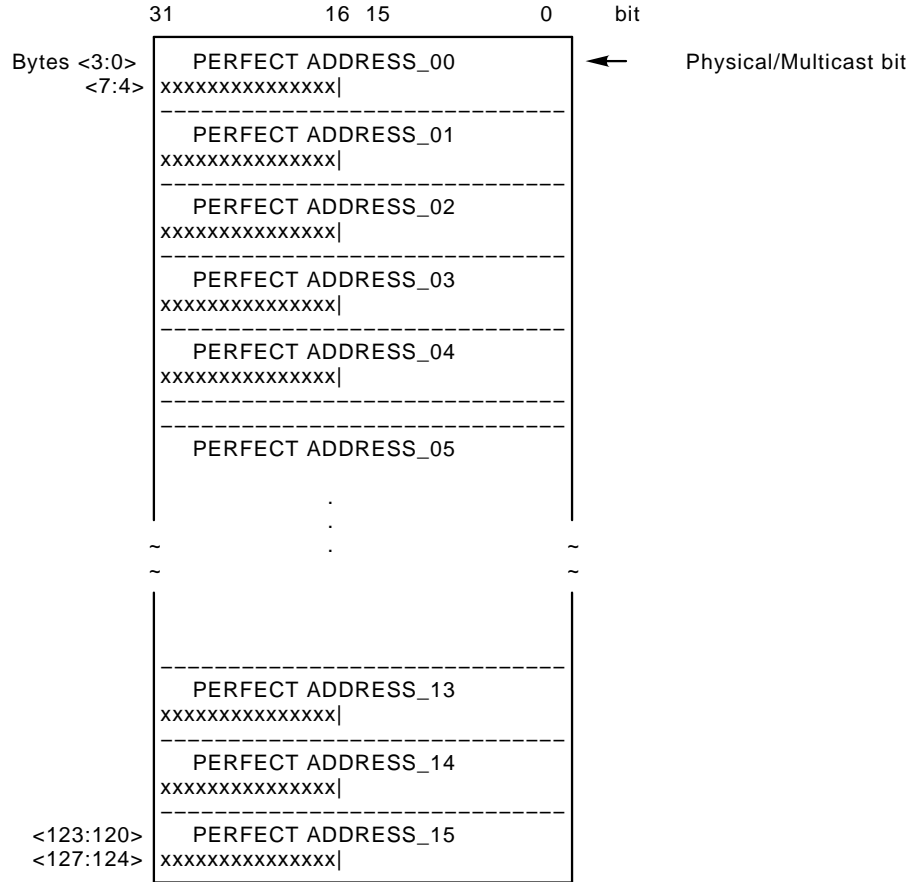 31 16 15 0 bit
Bytes <3:0> PERFECT ADDRESS_00 Physical/Multicast bit
<7:4> xxxxxxxxxxxxxxx|
PERFECT ADDRESS_01
xxxxxxxxxxxxxxx|
PERFECT ADDRESS_02
xxxxxxxxxxxxxxx|
PERFECT ADDRESS_03
xxxxxxxxxxxxxxx|
PERFECT ADDRESS_04
xxxxxxxxxxxxxxx|
PERFECT ADDRESS_05
.
.
~ . ~
~ ~
PERFECT ADDRESS_13
xxxxxxxxxxxxxxx|
PERFECT ADDRESS_14
xxxxxxxxxxxxxxx|
<123:120> PERFECT ADDRESS_15
<127:124> xxxxxxxxxxxxxxx|